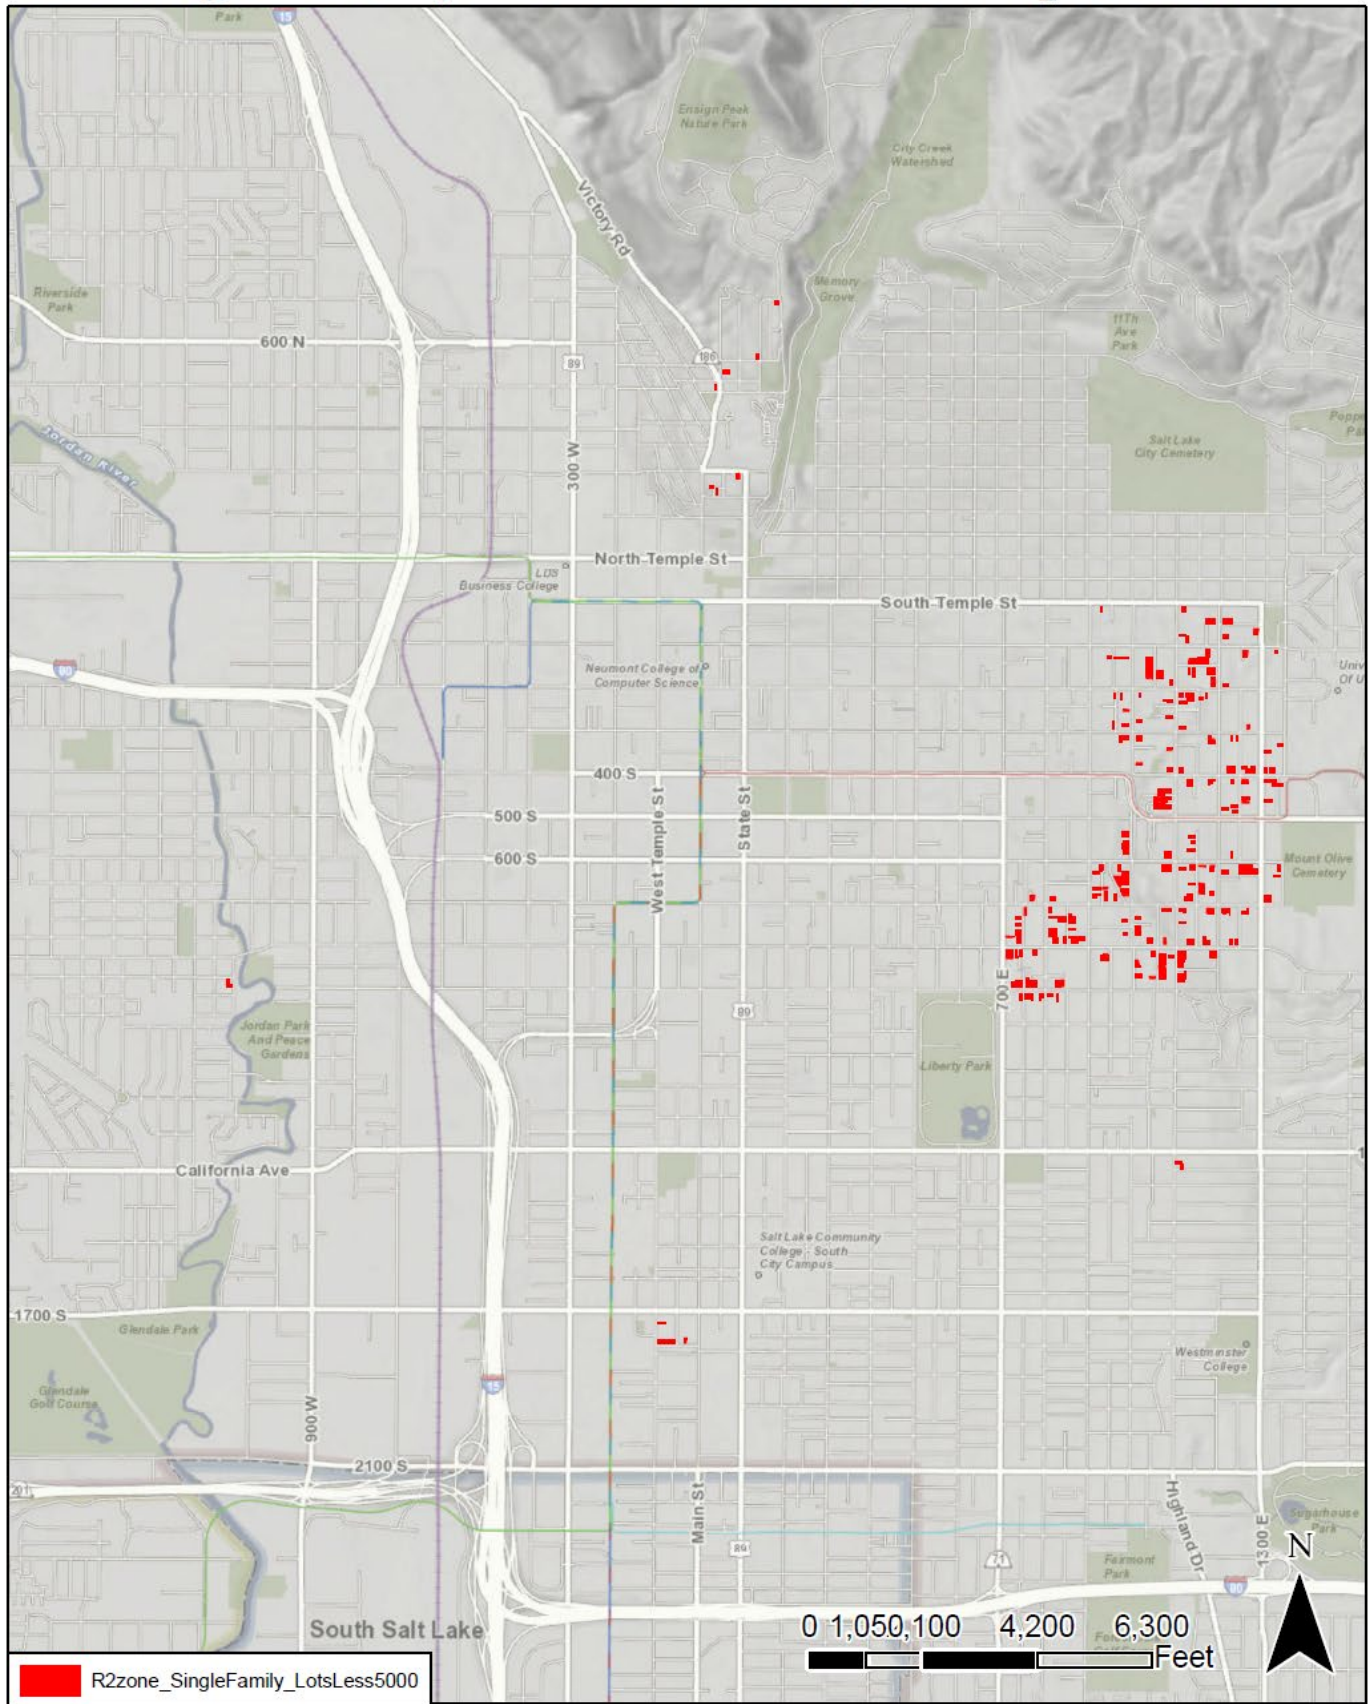 Park
15
Ensign Peak
Nature Park
City Creek
Watershed
Victory Rd
Riverside
Park
Memory
Grove
11Th
Ave
Park
600 N
89
186
Salt Lake
City Cemetery
Jordan River
300 W
North Temple St
LDS
Business College
South Temple St
Neumont College of
Computer Science
80
400 S
500 S
600 S
West Temple St
State St
Mount Olive
Cemetery
700 E
89
Jordan Park
And Peace
Gardens
Liberty Park
California Ave
Salt Lake Community
College - South
City Campus
1700 S
Glendale Park
Westminster
College
Glendale
Golf Course
15
900 W
2100 S
Main St
Highland Dr
1300 E
Sugarhouse
Park
N
89
71
Fairmont
Park
80
South Salt Lake
0 1,050 2,100 4,200 6,300
Feet
R2zone_SingleFamily_LotsLess5000